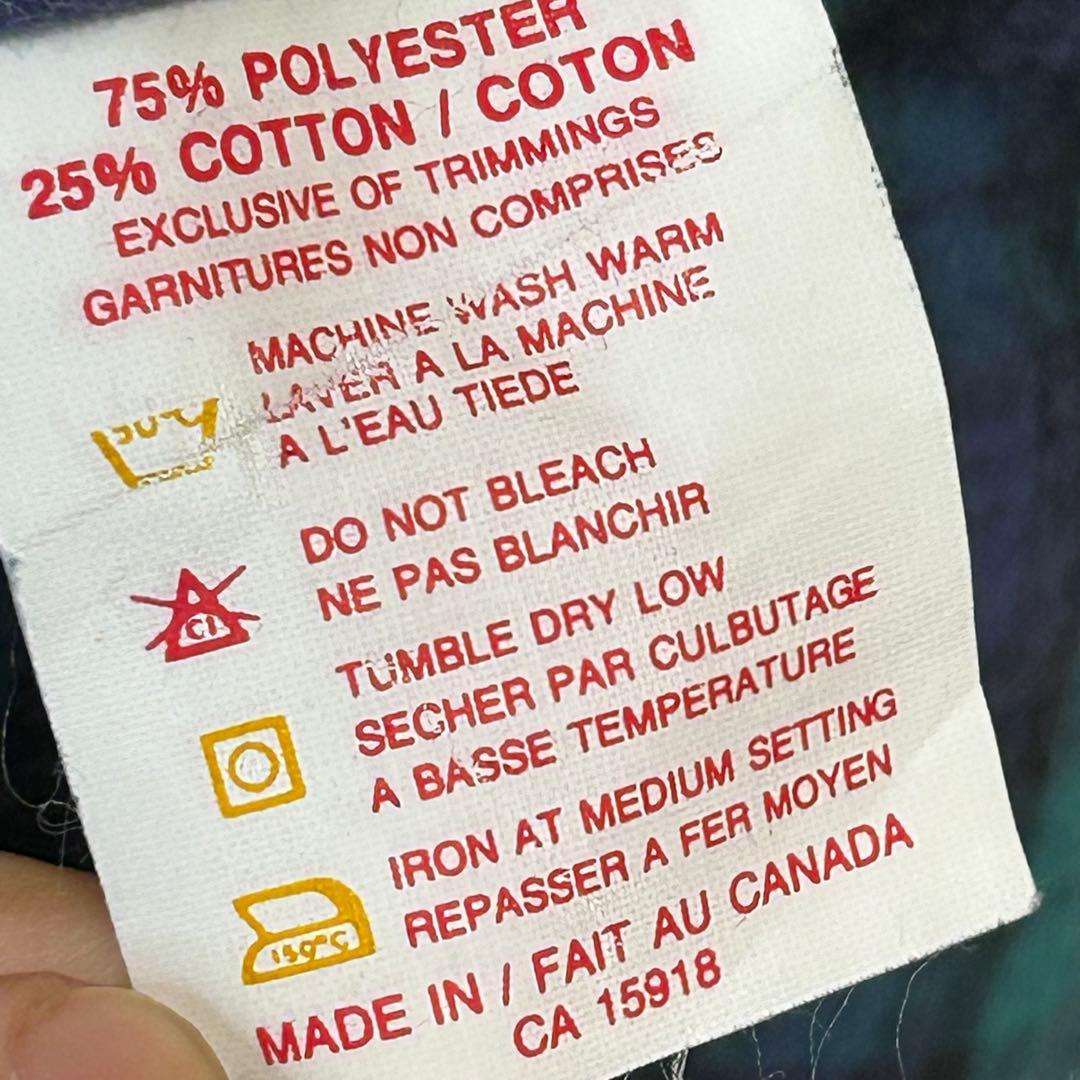 75% POLYESTER
25% COTTON / COTON
EXCLUSIVE OF TRIMMINGS
GARNITURES NON COMPRISES
MACHINE WASH WARM
LAVER A LA MACHINE
A L'EAU TIEDE
DO NOT BLEACH
NE PAS BLANCHIR
CL
TUMBLE DRY LOW
SECHER PAR CULBUTAGE
A BASSE TEMPERATURE
IRON AT MEDIUM SETTING
REPASSER A FER MOYEN
150°C
MADE IN / FAIT AU CANADA
CA 15918